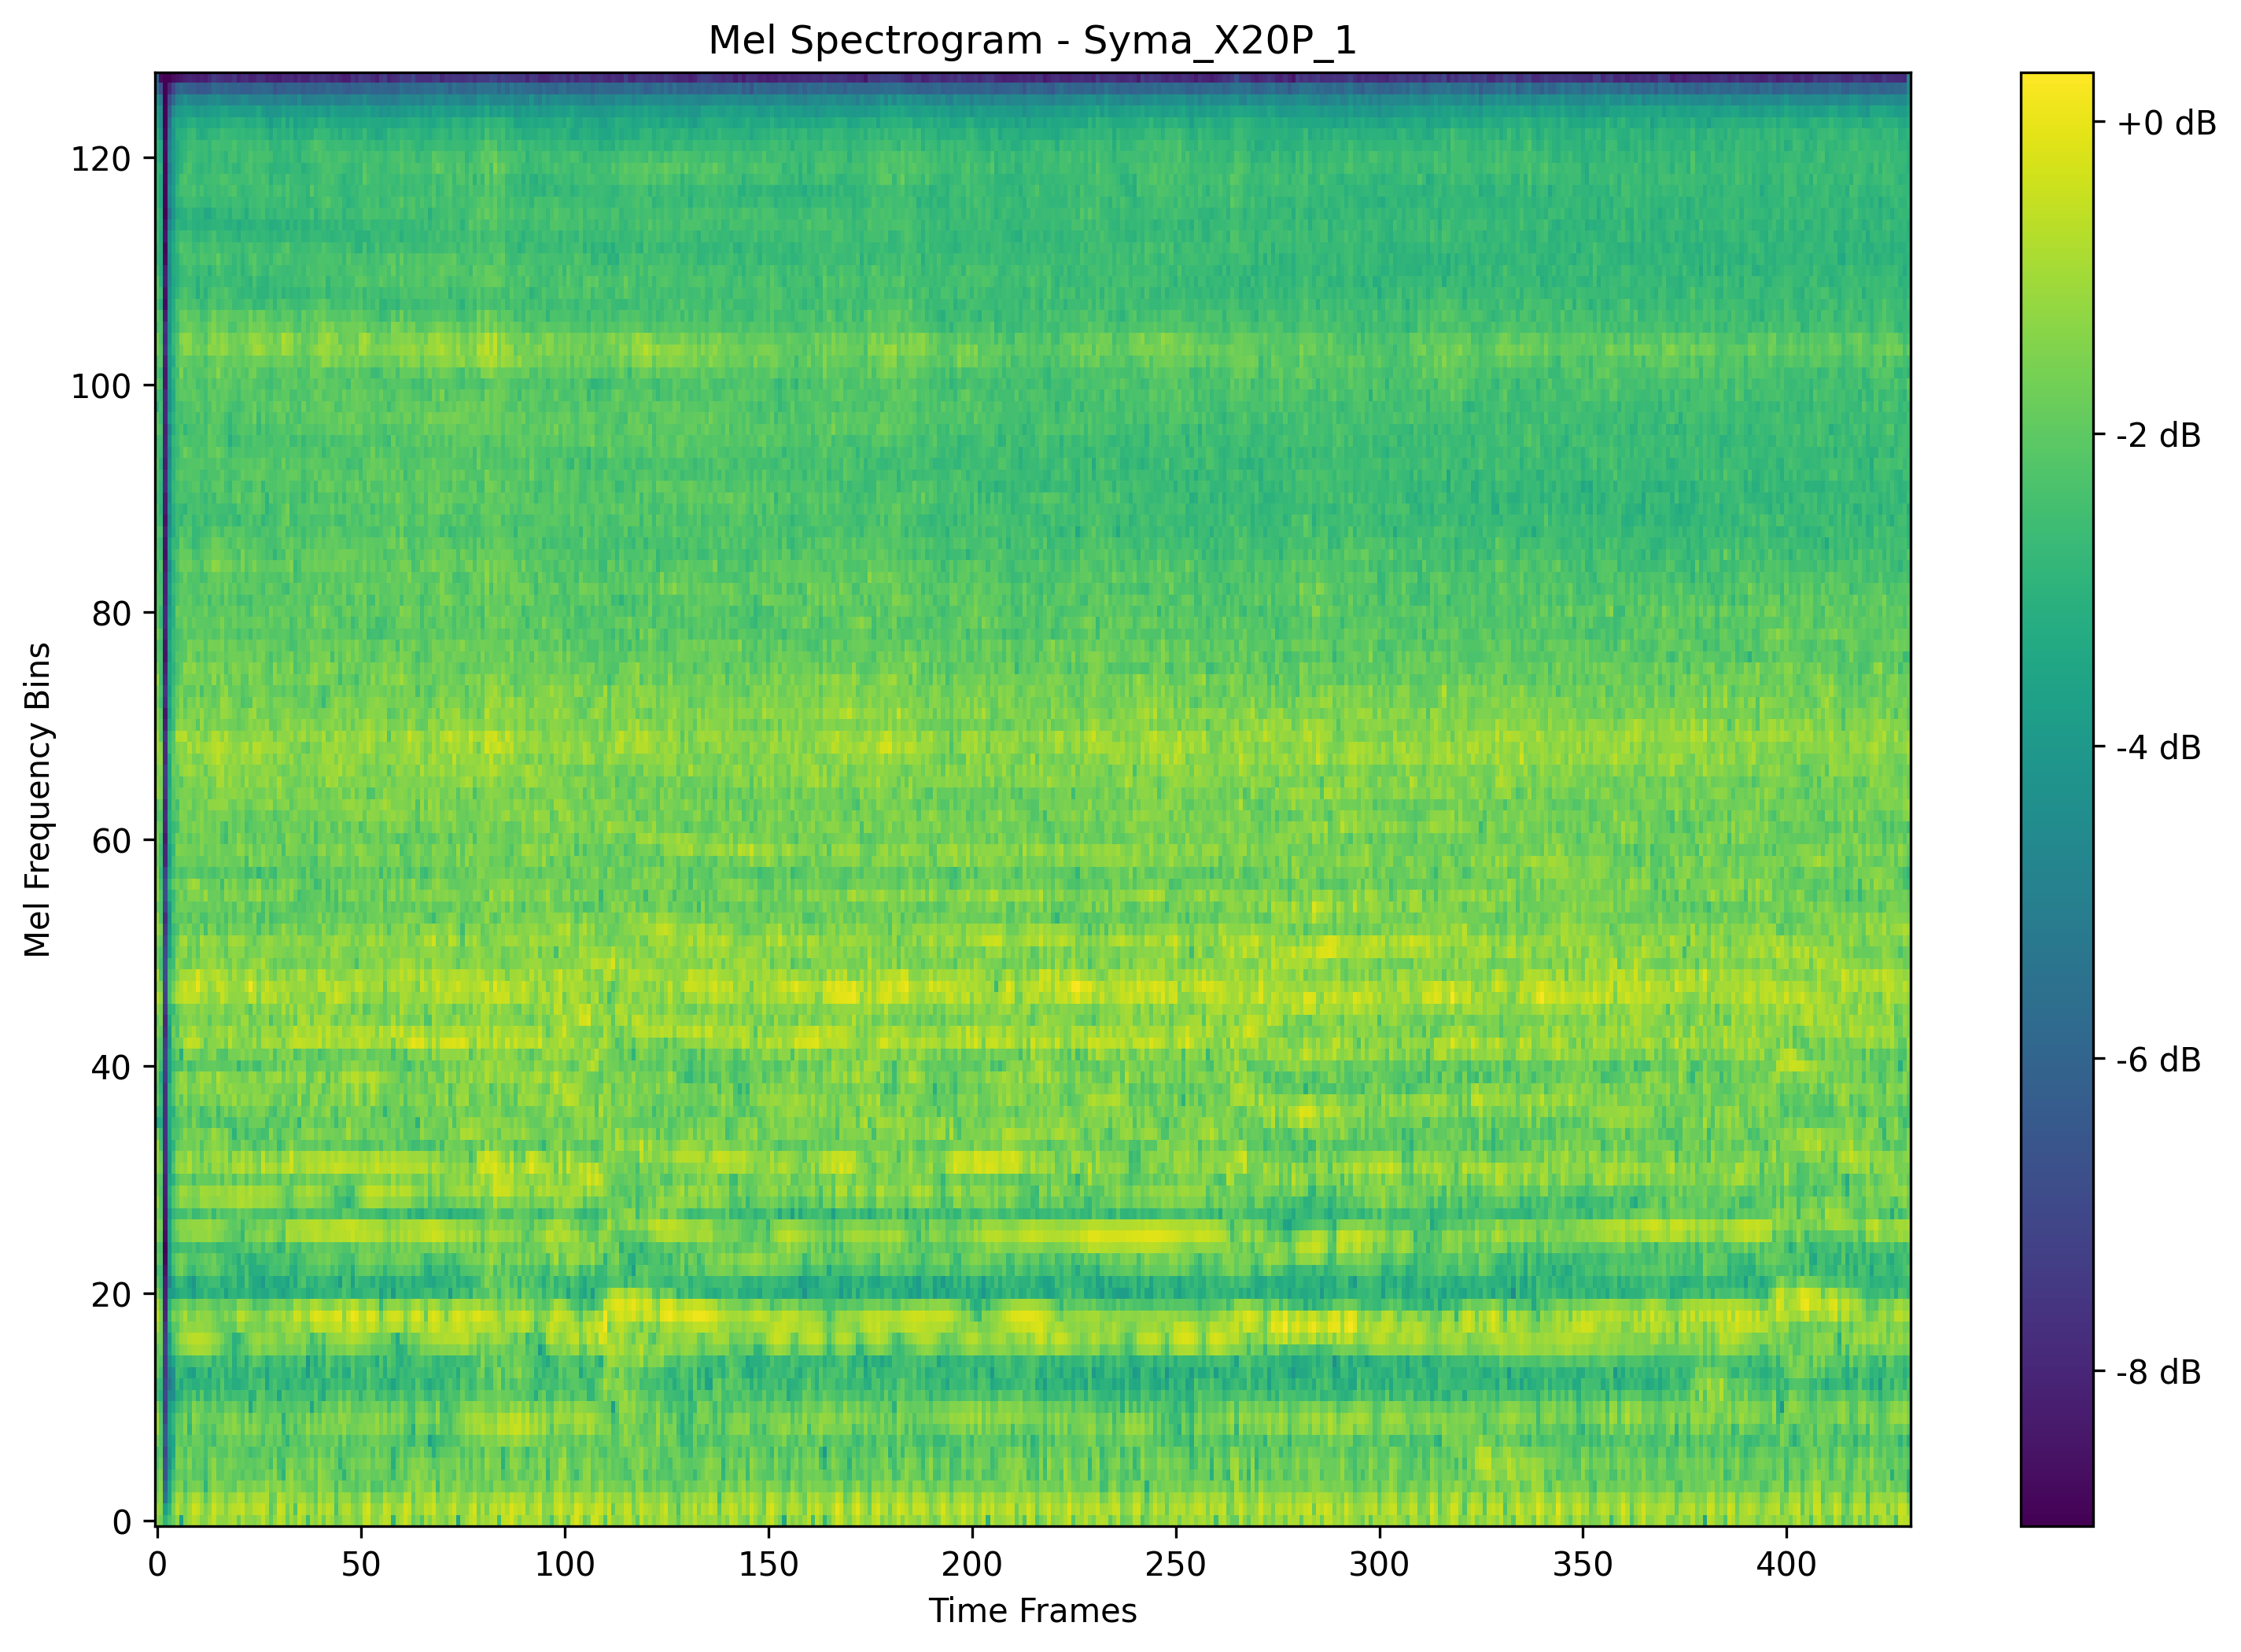 Mel Spectrogram - Syma_X20P_1
Mel Frequency Bins
120
100
80
60
40
20
0
0 50 100 150 200 250 300 350 400
Time Frames
+0 dB
-2 dB
-4 dB
-6 dB
-8 dB